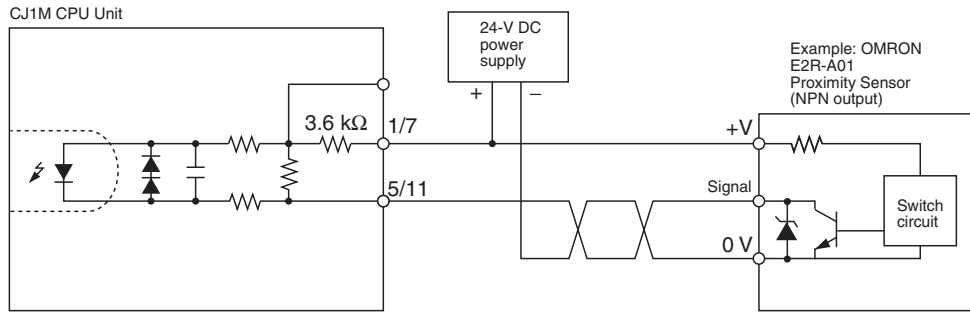 CJ1M CPU Unit
24-V DC
power
supply
+
−
Example: OMRON
E2R-A01
Proximity Sensor
(NPN output)
3.6 kΩ
1/7
+V
5/11
Signal
Switch
circuit
0 V